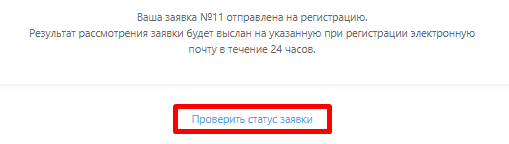 Ваша заявка №11 отправлена на регистрацию.
Результат рассмотрения заявки будет выслан на указанную при регистрации электронную
почту в течение 24 часов.
Проверить статус заявки